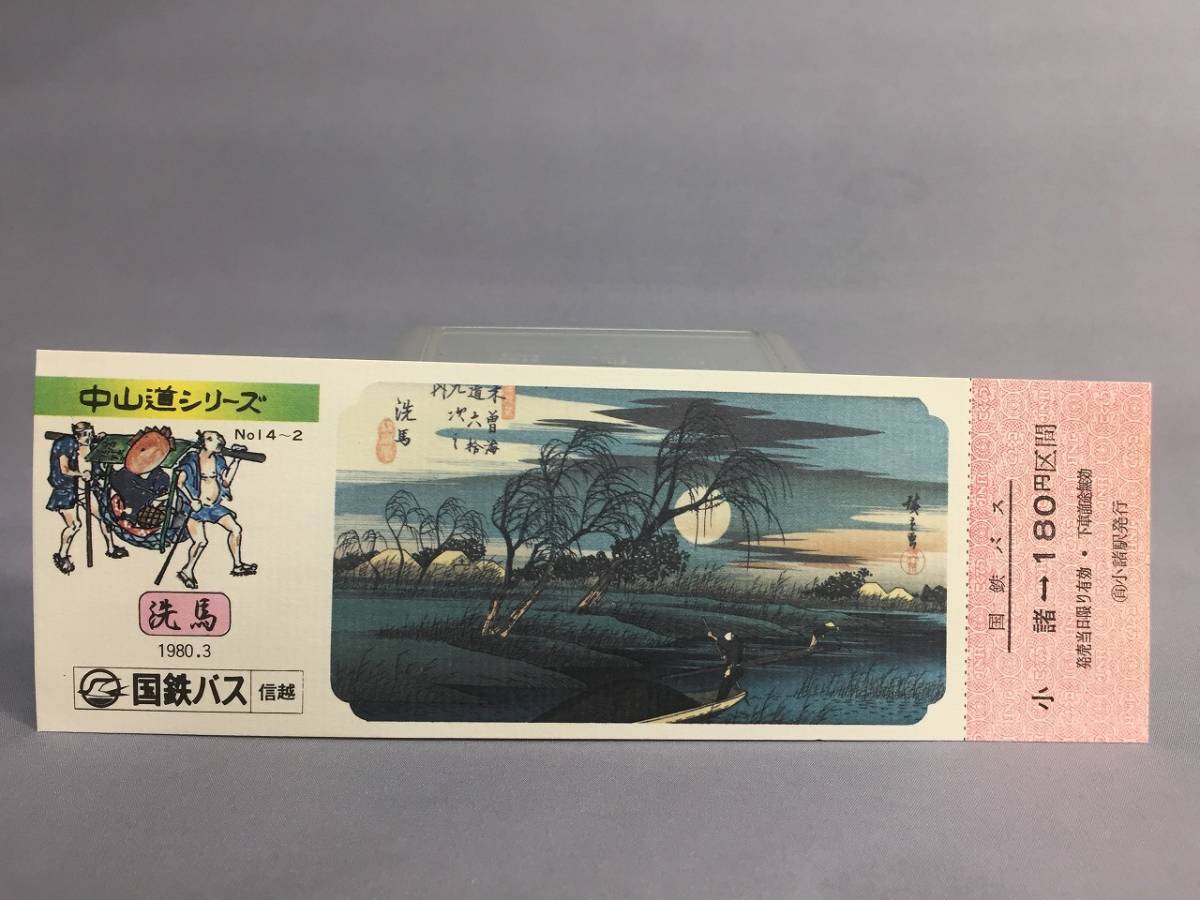 中山道シリーズ
No14~2
洗馬
1980.3
国鉄バス 信越
木曽海
道六拾
九次之
内
洗馬
廣重画
国鉄バス
小諸→180円区間
発売当日限り有効・下車前途無効
小諸駅発行